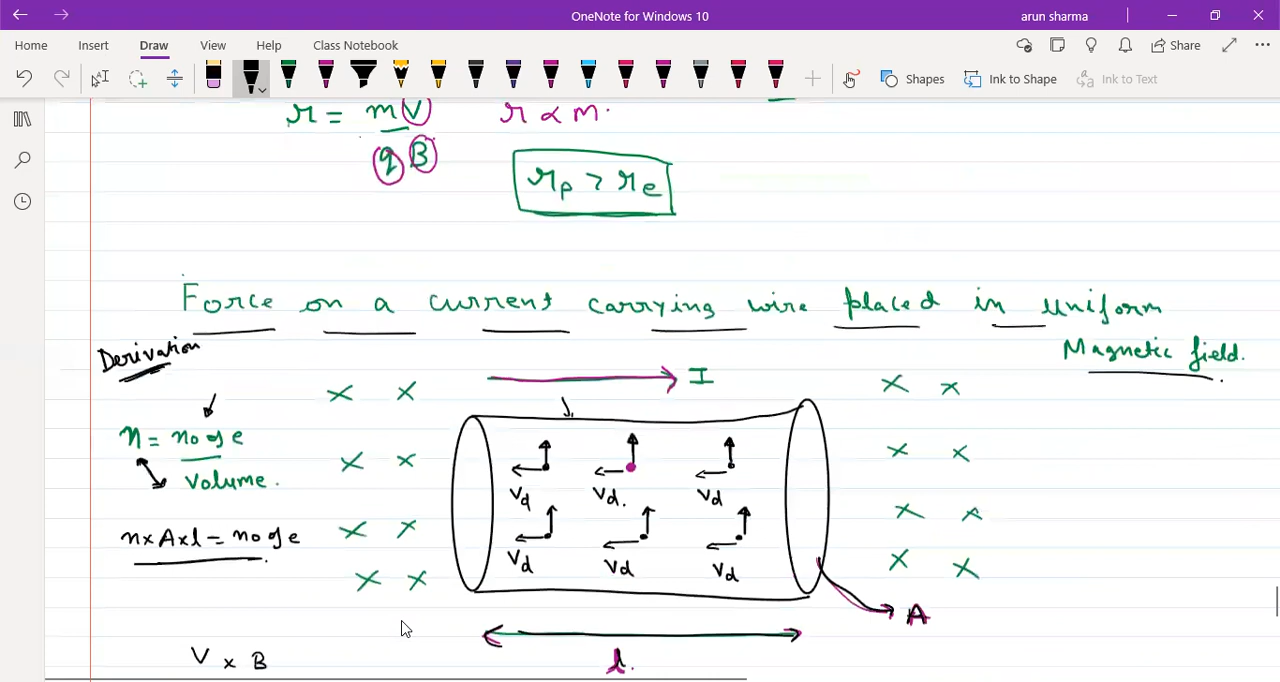 OneNote for Windows 10
arun sharma
Home Insert Draw View Help Class Notebook
Share
Shapes Ink to Shape Ink to Text
r = mV r ∝ m.
qB
rp > re
Force on a current carrying wire placed in uniform
Magnetic field.
Derivation
I
n = no of e
volume.
n×A×l = no of e
Vd Vd. Vd
Vd Vd Vd
A
l.
V × B